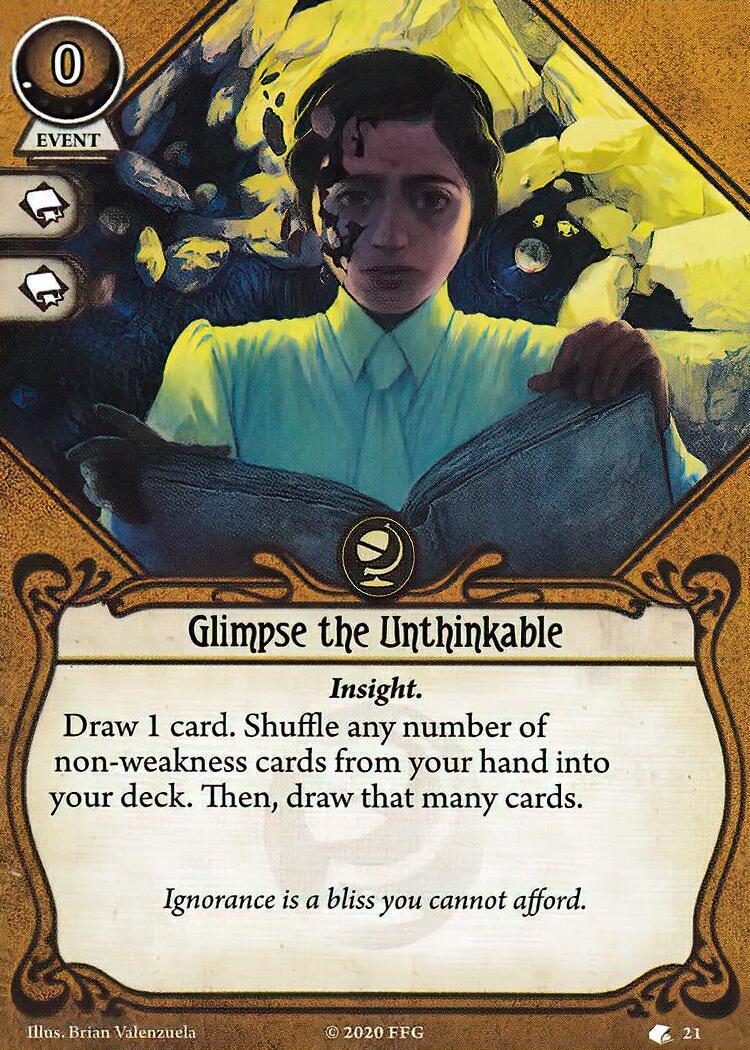 0
EVENT
Glimpse the Unthinkable
Insight.
Draw 1 card. Shuffle any number of
non-weakness cards from your hand into
your deck. Then, draw that many cards.
Ignorance is a bliss you cannot afford.
Illus. Brian Valenzuela
© 2020 FFG
21